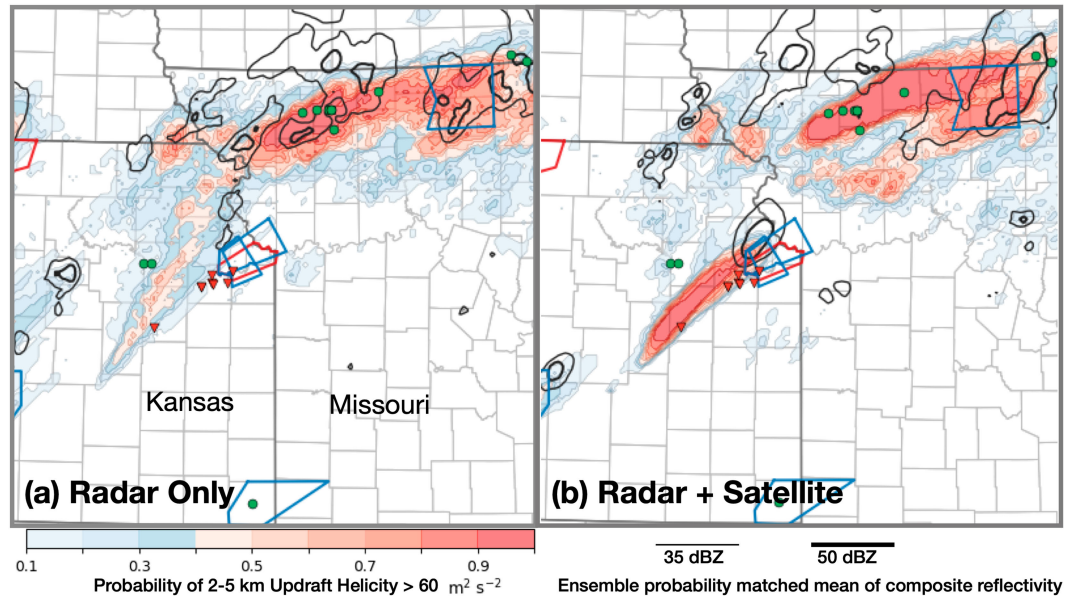 Kansas
Missouri
(a) Radar Only
(b) Radar + Satellite
0.1 0.3 0.5 0.7 0.9
35 dBZ
50 dBZ
Probability of 2-5 km Updraft Helicity > 60 m² s⁻²
Ensemble probability matched mean of composite reflectivity